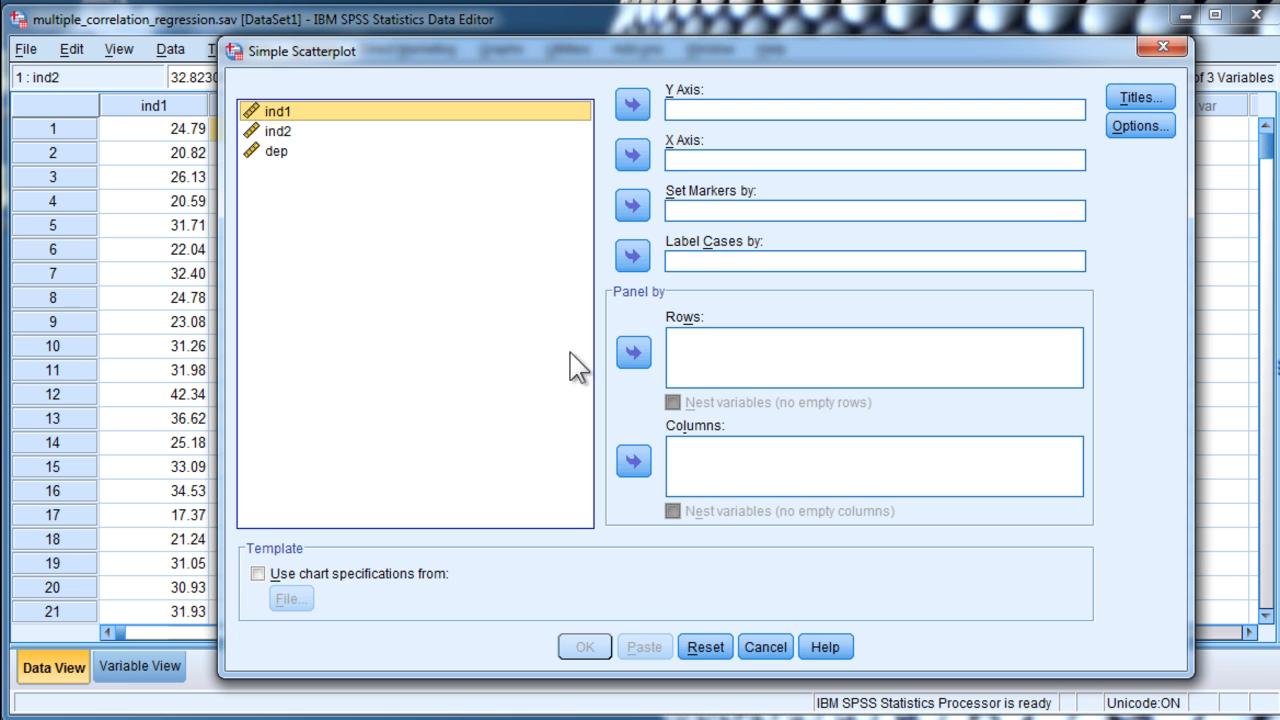 multiple_correlation_regression.sav [DataSet1] - IBM SPSS Statistics Data Editor
File Edit View Data
Simple Scatterplot
1 : ind2 32.8230
of 3 Variables
ind1
var
1 24.79
2 20.82
3 26.13
4 20.59
5 31.71
6 22.04
7 32.40
8 24.78
9 23.08
10 31.26
11 31.98
12 42.34
13 36.62
14 25.18
15 33.09
16 34.53
17 17.37
18 21.24
19 31.05
20 30.93
21 31.93
ind1
ind2
dep
Y Axis:
X Axis:
Set Markers by:
Label Cases by:
Panel by
Rows:
Nest variables (no empty rows)
Columns:
Nest variables (no empty columns)
Titles...
Options...
Template
Use chart specifications from:
File...
OK Paste Reset Cancel Help
Data View Variable View
IBM SPSS Statistics Processor is ready Unicode:ON